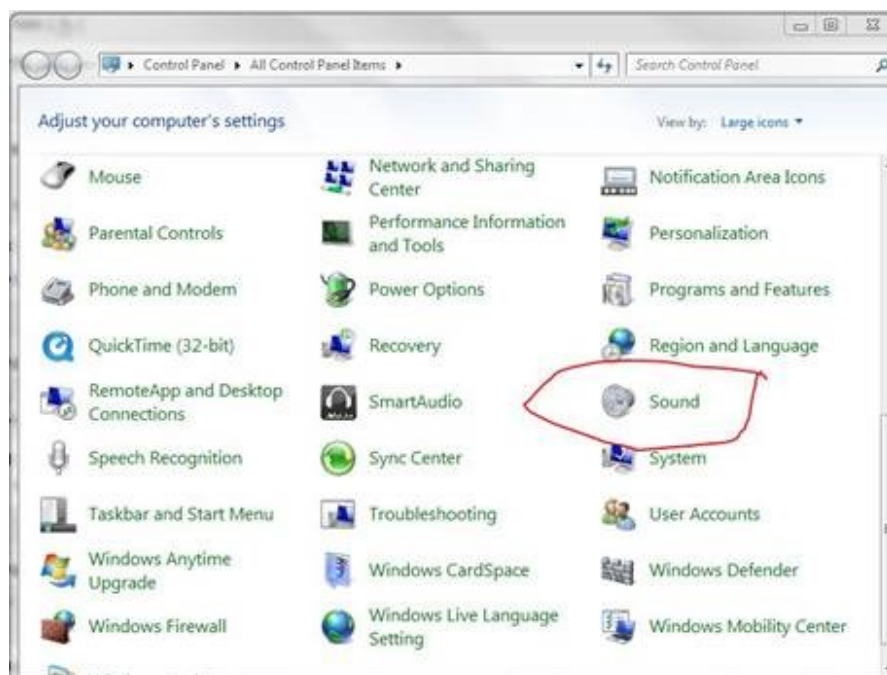 Control Panel ▸ All Control Panel Items ▸
Search Control Panel
Adjust your computer's settings
View by: Large icons
Mouse
Network and Sharing
Center
Notification Area Icons
Parental Controls
Performance Information
and Tools
Personalization
Phone and Modem
Power Options
Programs and Features
QuickTime (32-bit)
Recovery
Region and Language
RemoteApp and Desktop
Connections
SmartAudio
Sound
Speech Recognition
Sync Center
System
Taskbar and Start Menu
Troubleshooting
User Accounts
Windows Anytime
Upgrade
Windows CardSpace
Windows Defender
Windows Firewall
Windows Live Language
Setting
Windows Mobility Center